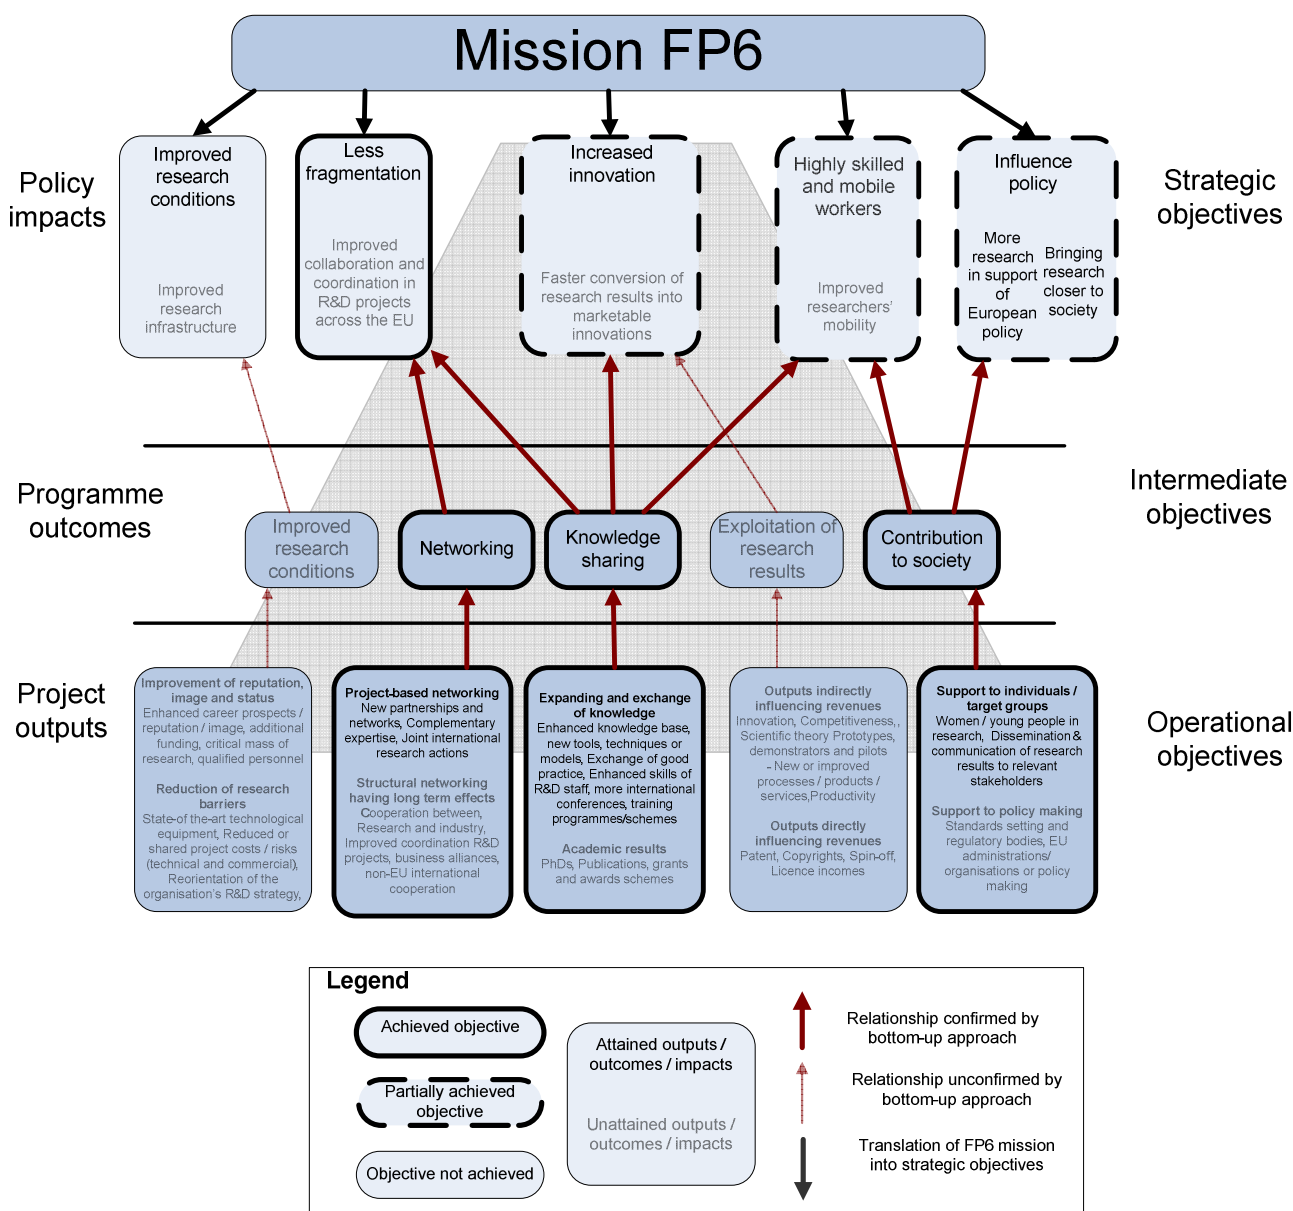 Mission FP6
Policy
impacts
Improved
research
conditions
Improved
research
infrastructure
Less
fragmentation
Improved
collaboration and
coordination in
R&D projects
across the EU
Increased
innovation
Faster conversion of
research results into
marketable
innovations
Highly skilled
and mobile
workers
Improved
researchers'
mobility
Influence
policy
More
research
in support
of
European
policy
Bringing
research
closer to
society
Strategic
objectives
Programme
outcomes
Improved
research
conditions
Networking
Knowledge
sharing
Exploitation of
research
results
Contribution
to society
Intermediate
objectives
Project
outputs
Improvement of reputation,
image and status
Enhanced career prospects /
reputation / image, additional
funding, critical mass of
research, qualified personnel
Reduction of research
barriers
State-of the-art technological
equipment, Reduced or
shared project costs / risks
(technical and commercial),
Reorientation of the
organisation's R&D strategy,
Project-based networking
New partnerships and
networks, Complementary
expertise, Joint international
research actions
Structural networking
having long term effects
Cooperation between,
Research and industry,
Improved coordination R&D
projects, business alliances,
non-EU international
cooperation
Expanding and exchange
of knowledge
Enhanced knowledge base,
new tools, techniques or
models, Exchange of good
practice, Enhanced skills of
R&D staff, more international
conferences, training
programmes/schemes
Academic results
PhDs, Publications, grants
and awards schemes
Outputs indirectly
influencing revenues
Innovation, Competitiveness,,
Scientific theory Prototypes,
demonstrators and pilots
- New or improved
processes / products /
services,Productivity
Outputs directly
influencing revenues
Patent, Copyrights, Spin-off,
Licence incomes
Support to individuals /
target groups
Women / young people in
research, Dissemination &
communication of research
results to relevant
stakeholders
Support to policy making
Standards setting and
regulatory bodies, EU
administrations/
organisations or policy
making
Operational
objectives
Legend
Achieved objective
Partially achieved
objective
Objective not achieved
Attained outputs /
outcomes / impacts
Unattained outputs /
outcomes / impacts
Relationship confirmed by
bottom-up approach
Relationship unconfirmed by
bottom-up approach
Translation of FP6 mission
into strategic objectives